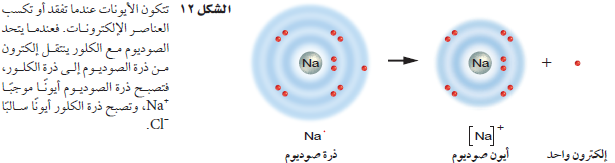 الشكل ١٢ تتكون الأيونات عندما تفقد أو تكسب
العناصر الإلكترونات. فعندما يتحد
الصوديوم مع الكلور ينتقل إلكترون
من ذرة الصوديوم إلى ذرة الكلور،
فتصبح ذرة الصوديوم أيونًا موجبًا
Na⁺، وتصبح ذرة الكلور أيونًا سالبًا
Cl⁻.
Na
Na
+
Na·
[Na]⁺
ذرة صوديوم
أيون صوديوم
إلكترون واحد